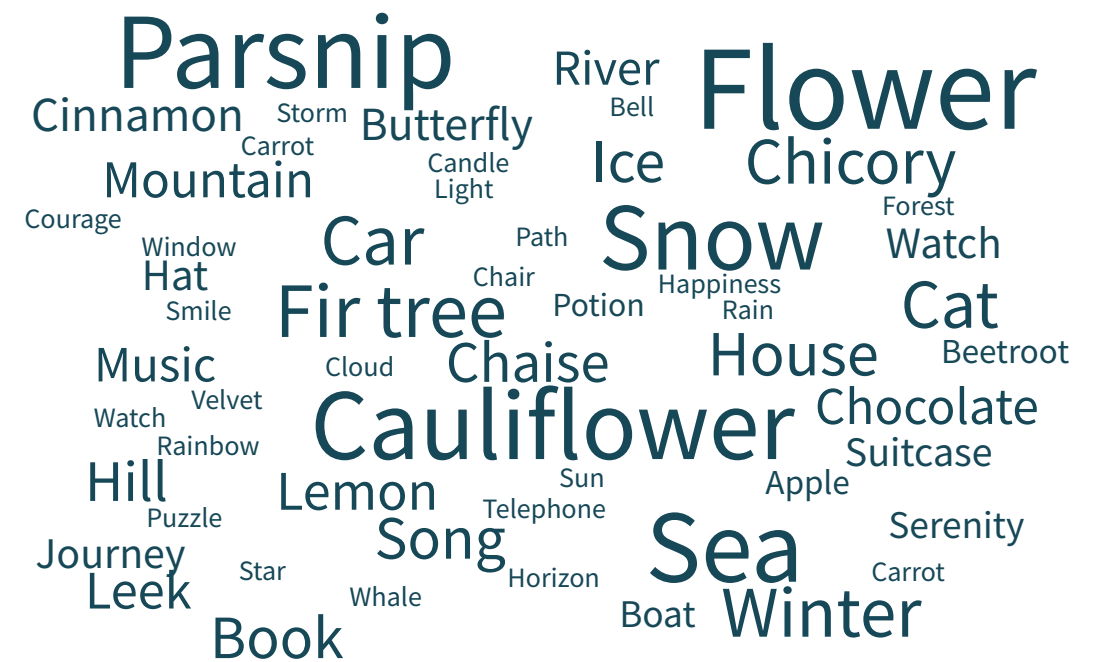 Parsnip
River
Flower
Cinnamon
Storm
Butterfly
Bell
Carrot
Mountain
Candle
Ice
Chicory
Light
Courage
Forest
Window
Car
Path
Snow
Watch
Hat
Chair
Happiness
Smile
Fir tree
Potion
Rain
Cat
Music
Cloud
Chaise
House
Beetroot
Velvet
Watch
Cauliflower
Chocolate
Rainbow
Suitcase
Hill
Lemon
Sun
Apple
Puzzle
Telephone
Song
Sea
Serenity
Journey
Star
Horizon
Carrot
Leek
Whale
Boat
Winter
Book